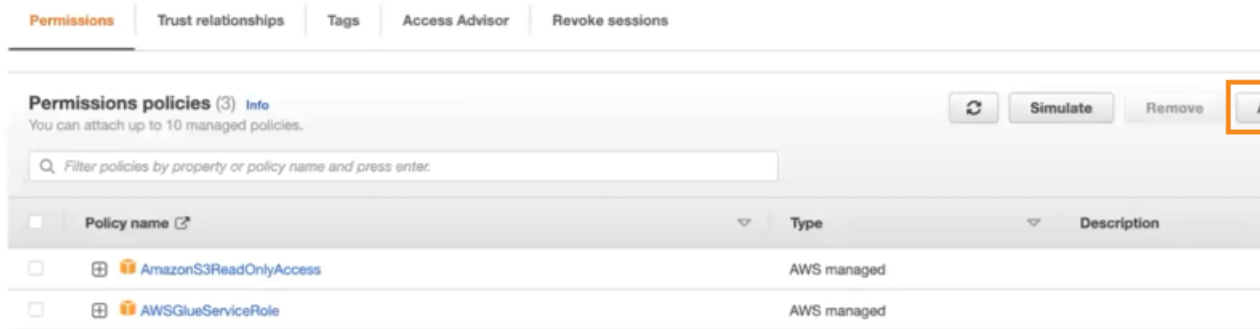 Permissions Trust relationships Tags Access Advisor Revoke sessions
Permissions policies (3) Info
You can attach up to 10 managed policies.
Simulate Remove
Filter policies by property or policy name and press enter.
Policy name Type Description
AmazonS3ReadOnlyAccess AWS managed
AWSGlueServiceRole AWS managed